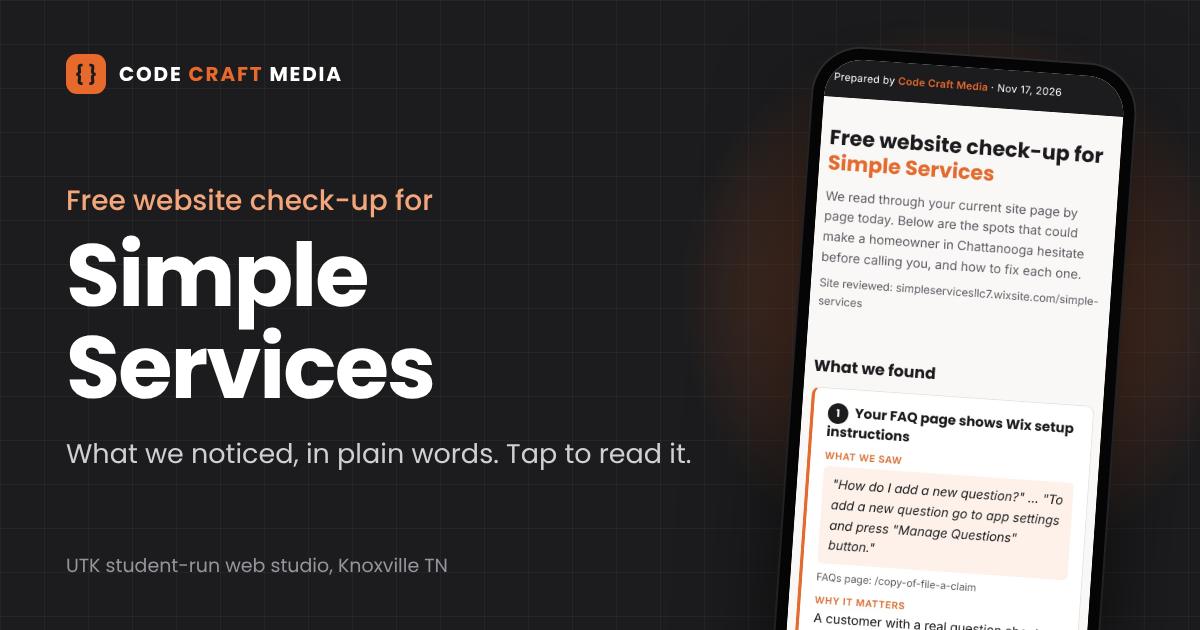 { } CODE CRAFT MEDIA
Free website check-up for
Simple
Services
What we noticed, in plain words. Tap to read it.
UTK student-run web studio, Knoxville TN
Prepared by Code Craft Media · Nov 17, 2026
Free website check-up for
Simple Services
We read through your current site page by
page today. Below are the spots that could
make a homeowner in Chattanooga hesitate
before calling you, and how to fix each one.
Site reviewed: simpleservicesllc7.wixsite.com/simple-
services
What we found
1 Your FAQ page shows Wix setup
instructions
WHAT WE SAW
"How do I add a new question?" ... "To
add a new question go to app settings
and press "Manage Questions"
button."
FAQs page: /copy-of-file-a-claim
WHY IT MATTERS
A customer with a real question